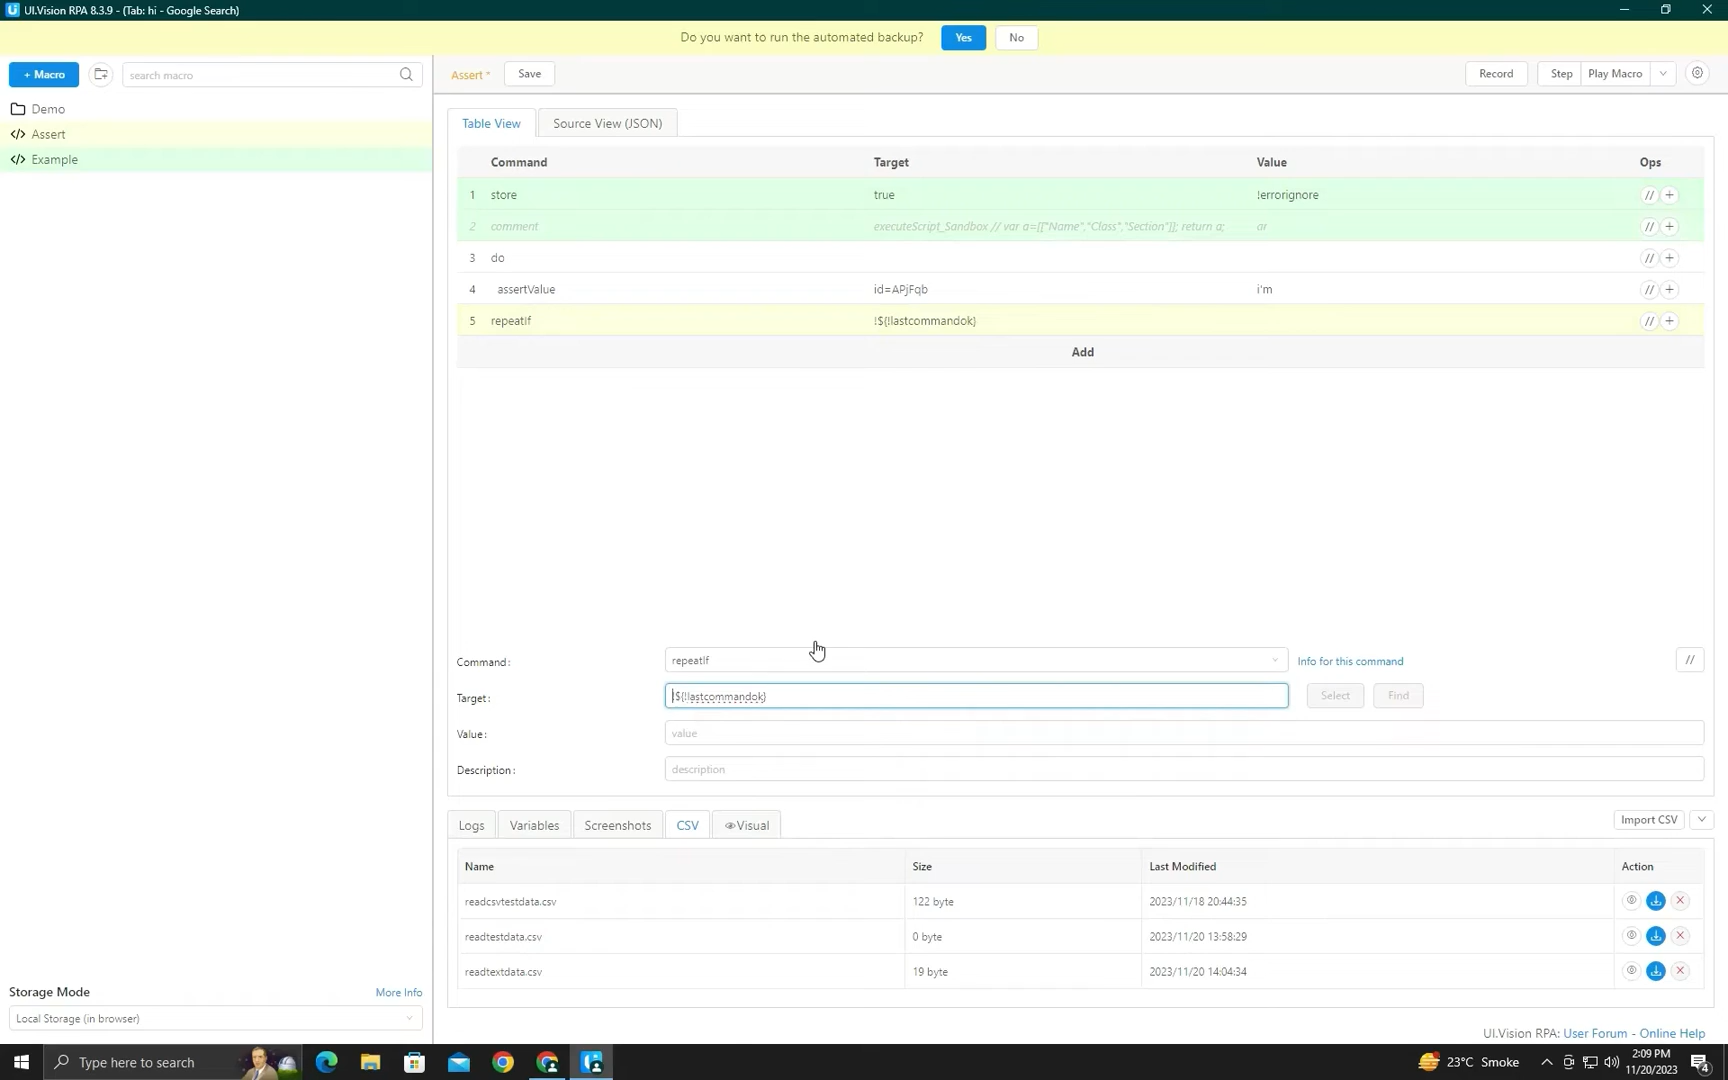 UI.Vision RPA 8.3.9 - (Tab: hi - Google Search)
Do you want to run the automated backup? Yes No
+ Macro search macro
Demo
Assert
Example
Assert * Save Record Step Play Macro
Table View Source View (JSON)
Command Target Value Ops
1 store true !errorignore // +
2 comment executeScript_Sandbox // var a=[["Name","Class","Section"]]; return a; ar // +
3 do // +
4 assertValue id=APjFqb i'm // +
5 repeatIf !${!lastcommandok} // +
Add
Command: repeatIf Info for this command //
Target: !${!lastcommandok} Select Find
Value: value
Description: description
Logs Variables Screenshots CSV Visual Import CSV
Name Size Last Modified Action
readcsvtestdata.csv 122 byte 2023/11/18 20:44:35
readtestdata.csv 0 byte 2023/11/20 13:58:29
readtextdata.csv 19 byte 2023/11/20 14:04:34
Storage Mode More Info
Local Storage (in browser)
UI.Vision RPA: User Forum - Online Help
Type here to search
23°C Smoke
2:09 PM
11/20/2023
4